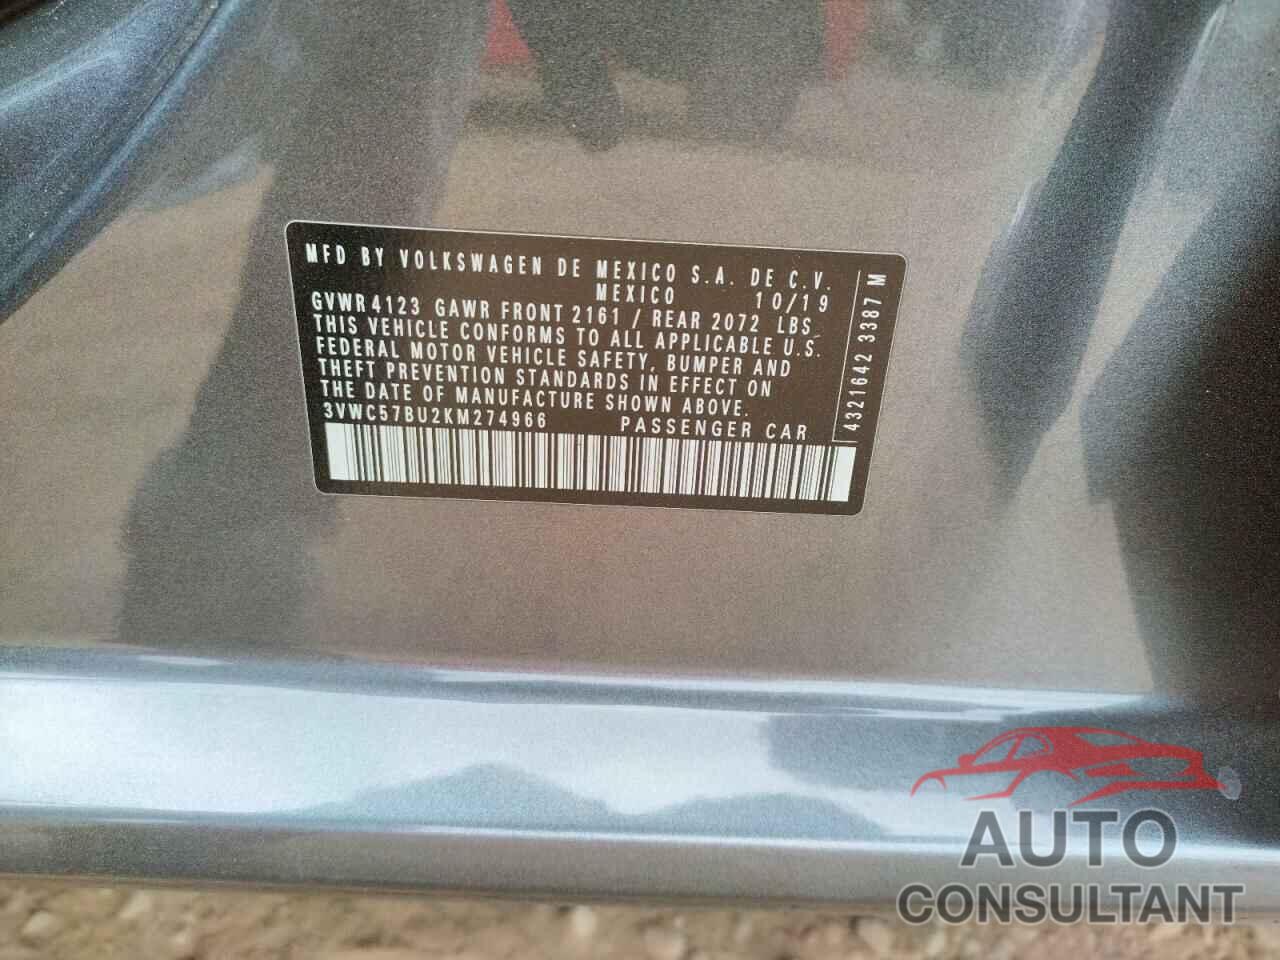 MFD BY VOLKSWAGEN DE MEXICO S.A. DE C.V.
MEXICO 10/19
GVWR 4123 GAWR FRONT 2161 / REAR 2072 LBS
THIS VEHICLE CONFORMS TO ALL APPLICABLE U.S.
FEDERAL MOTOR VEHICLE SAFETY, BUMPER AND
THEFT PREVENTION STANDARDS IN EFFECT ON
THE DATE OF MANUFACTURE SHOWN ABOVE.
3VWC57BU2KM274966 PASSENGER CAR
4321642 3387 M
AUTO
CONSULTANT